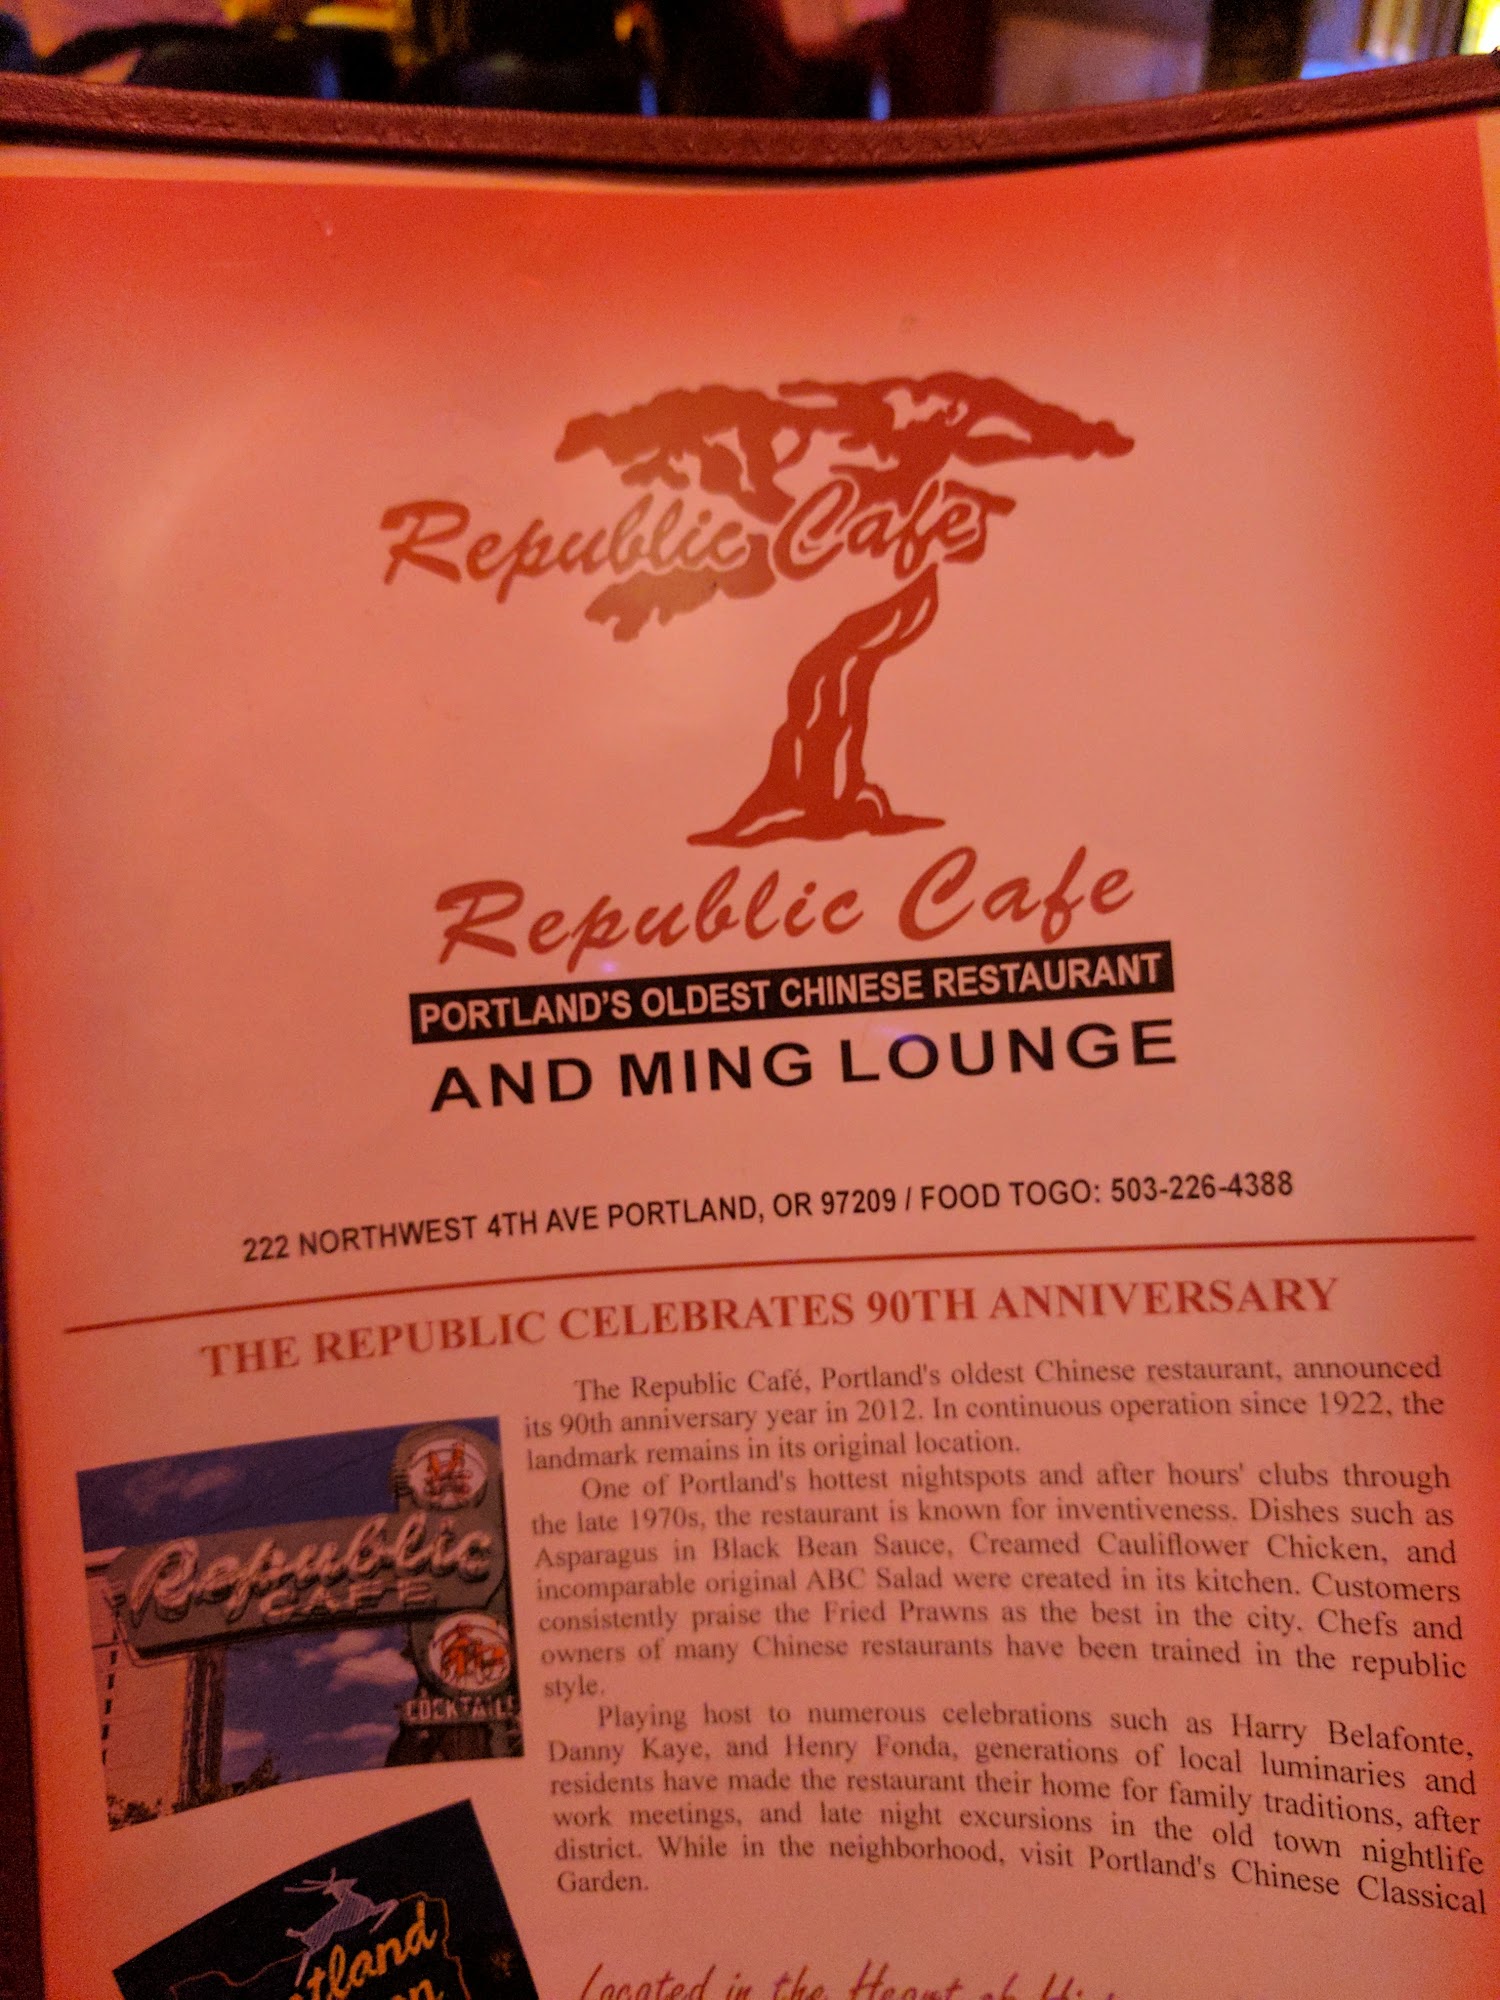 Republic Cafe
Republic Cafe
PORTLAND'S OLDEST CHINESE RESTAURANT
AND MING LOUNGE
222 NORTHWEST 4TH AVE PORTLAND, OR 97209 / FOOD TOGO: 503-226-4388
THE REPUBLIC CELEBRATES 90TH ANNIVERSARY
The Republic Café, Portland's oldest Chinese restaurant, announced
its 90th anniversary year in 2012. In continuous operation since 1922, the
landmark remains in its original location.
One of Portland's hottest nightspots and after hours' clubs through
the late 1970s, the restaurant is known for inventiveness. Dishes such as
Asparagus in Black Bean Sauce, Creamed Cauliflower Chicken, and
incomparable original ABC Salad were created in its kitchen. Customers
consistently praise the Fried Prawns as the best in the city. Chefs and
owners of many Chinese restaurants have been trained in the republic
style.
Playing host to numerous celebrations such as Harry Belafonte,
Danny Kaye, and Henry Fonda, generations of local luminaries and
residents have made the restaurant their home for family traditions, after
work meetings, and late night excursions in the old town nightlife
district. While in the neighborhood, visit Portland's Chinese Classical
Garden.
Republic
CAFE
COCKTAILS
tland
on
Located in the Heart of